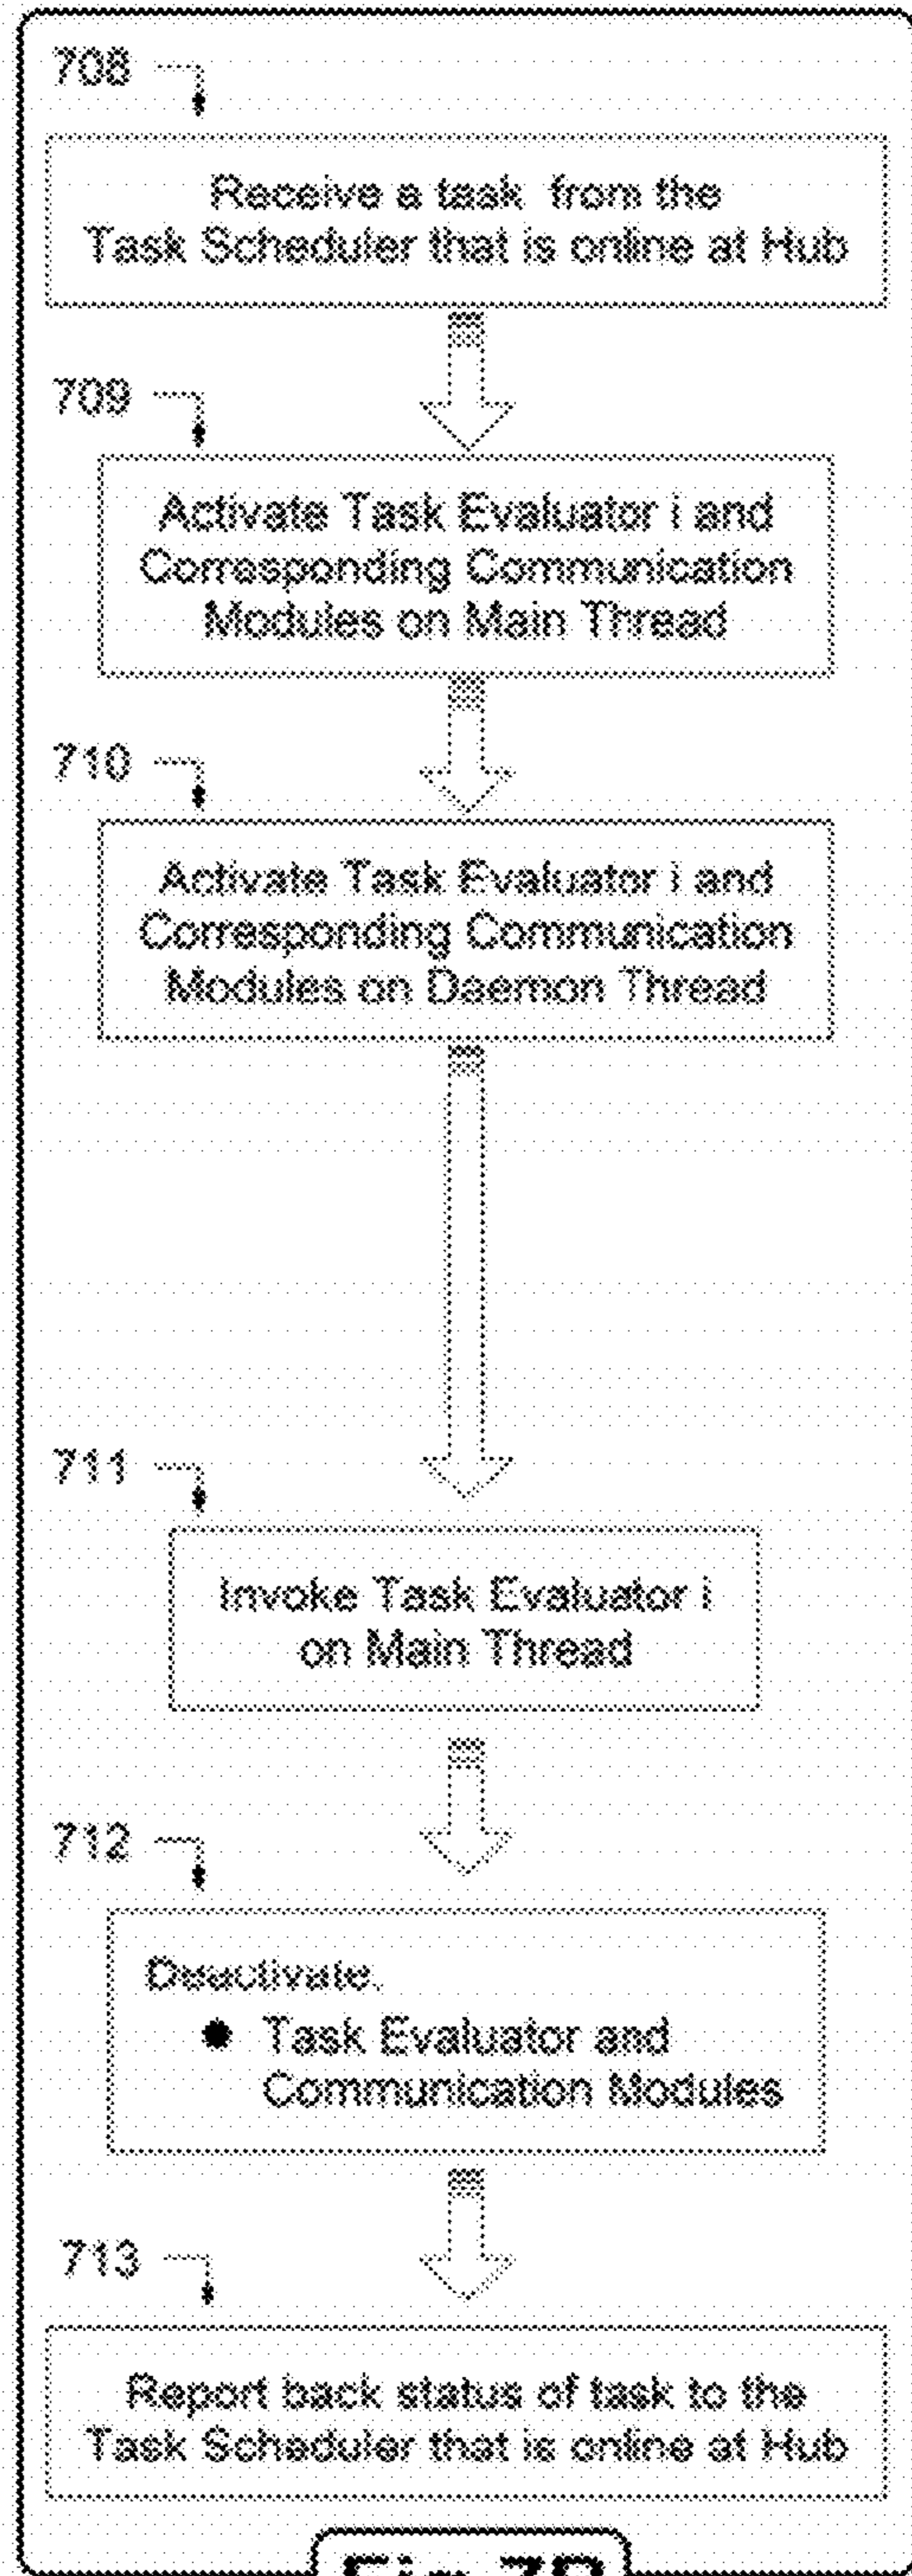 708
Receive a task from the
Task Scheduler that is online at Hub
709
Activate Task Evaluator i and
Corresponding Communication
Modules on Main Thread
710
Activate Task Evaluator i and
Corresponding Communication
Modules on Daemon Thread
711
Invoke Task Evaluator i
on Main Thread
712
Deactivate.
● Task Evaluator and
Communication Modules
713
Report back status of task to the
Task Scheduler that is online at Hub